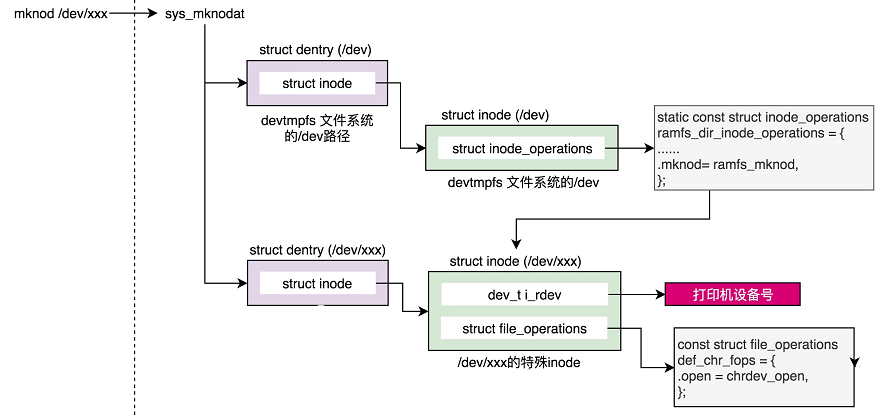 mknod /dev/xxx
sys_mknodat
struct dentry (/dev)
struct inode
devtmpfs 文件系统
的/dev路径
struct inode (/dev)
struct inode_operations
devtmpfs 文件系统的/dev
static const struct inode_operations
ramfs_dir_inode_operations = {
......
.mknod= ramfs_mknod,
};
struct dentry (/dev/xxx)
struct inode
struct inode (/dev/xxx)
dev_t i_rdev
struct file_operations
/dev/xxx的特殊inode
打印机设备号
const struct file_operations
def_chr_fops = {
.open = chrdev_open,
};